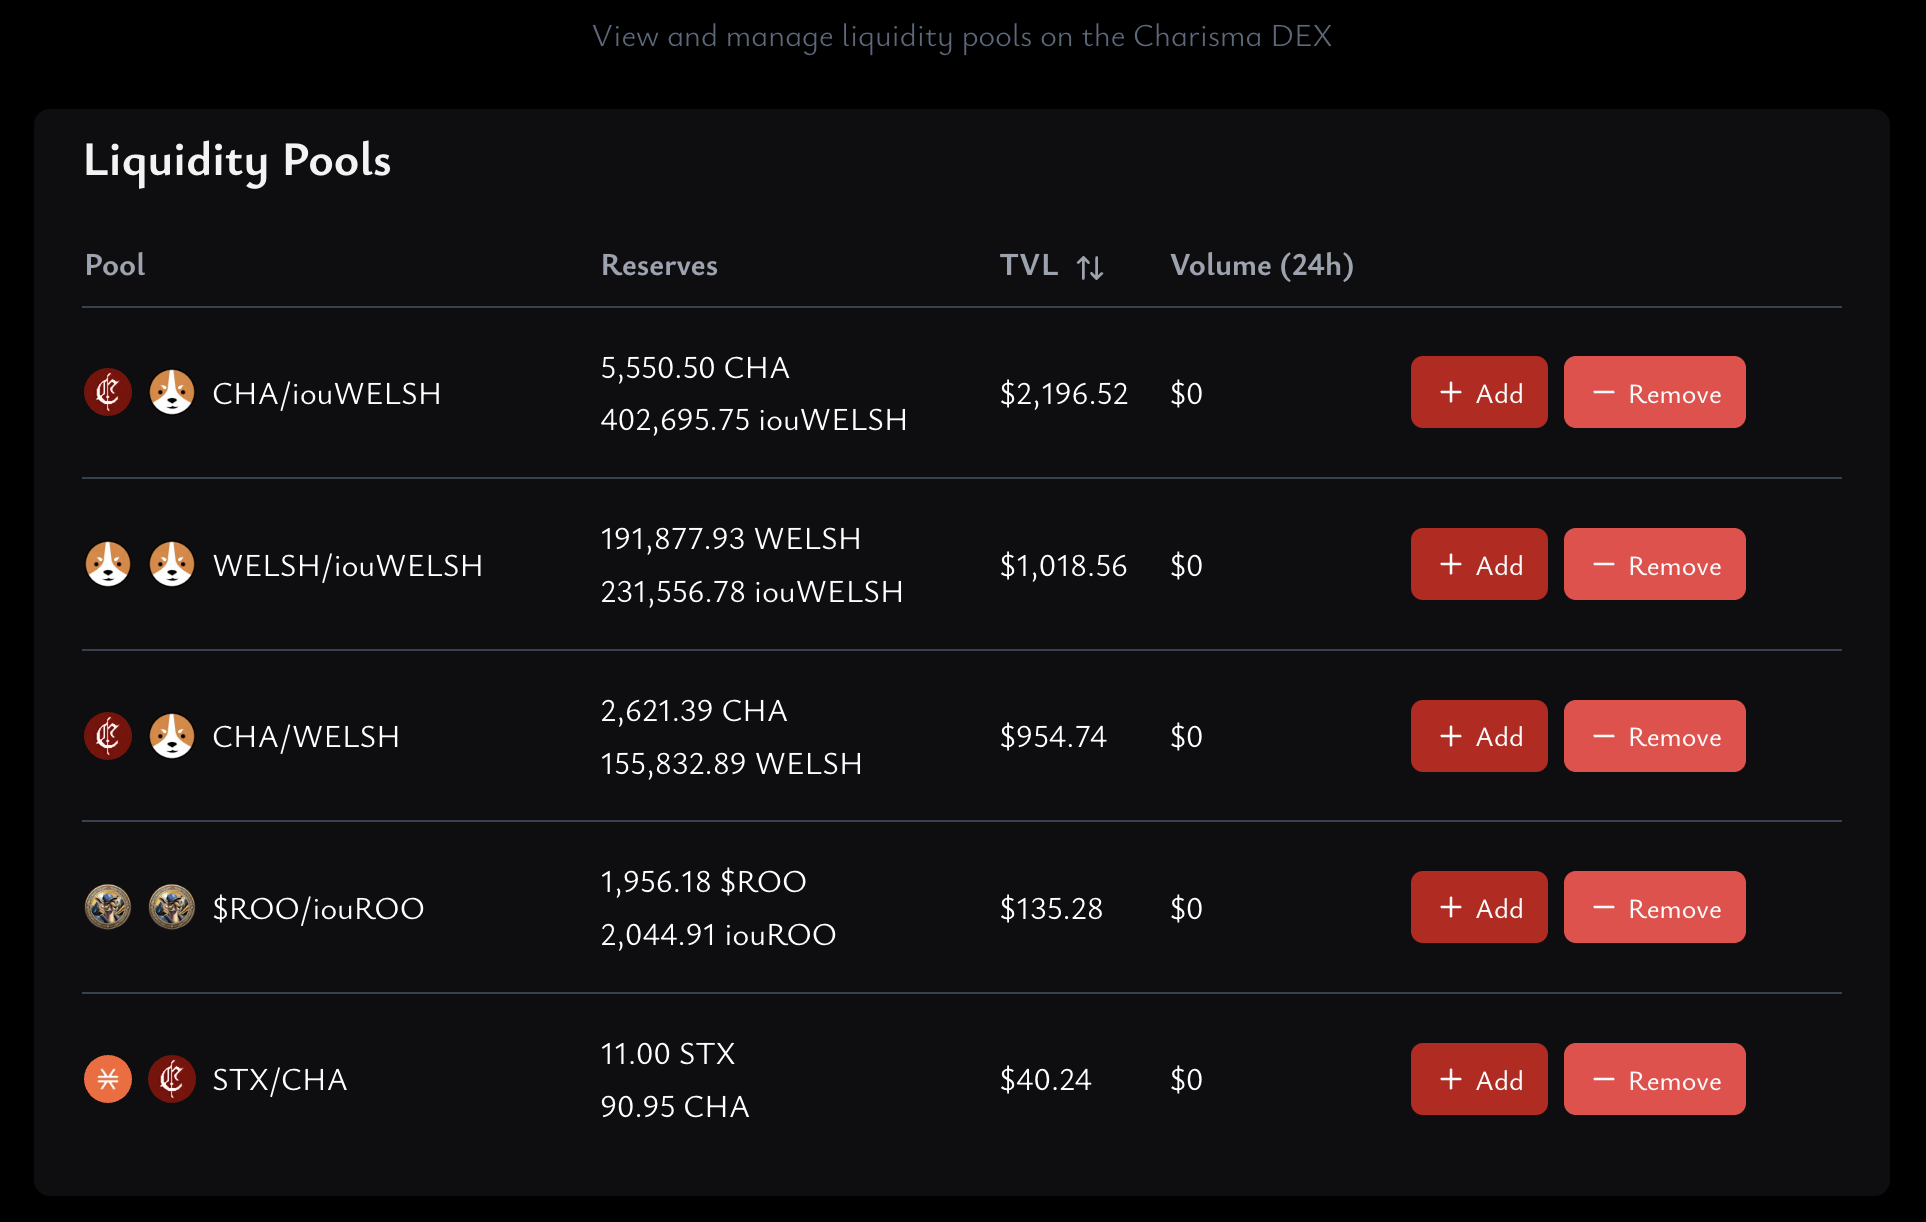 View and manage liquidity pools on the Charisma DEX
Liquidity Pools
Pool Reserves TVL Volume (24h)
CHA/iouWELSH
5,550.50 CHA
402,695.75 iouWELSH
$2,196.52 $0 Add Remove
WELSH/iouWELSH
191,877.93 WELSH
231,556.78 iouWELSH
$1,018.56 $0 Add Remove
CHA/WELSH
2,621.39 CHA
155,832.89 WELSH
$954.74 $0 Add Remove
$ROO/iouROO
1,956.18 $ROO
2,044.91 iouROO
$135.28 $0 Add Remove
STX/CHA
11.00 STX
90.95 CHA
$40.24 $0 Add Remove